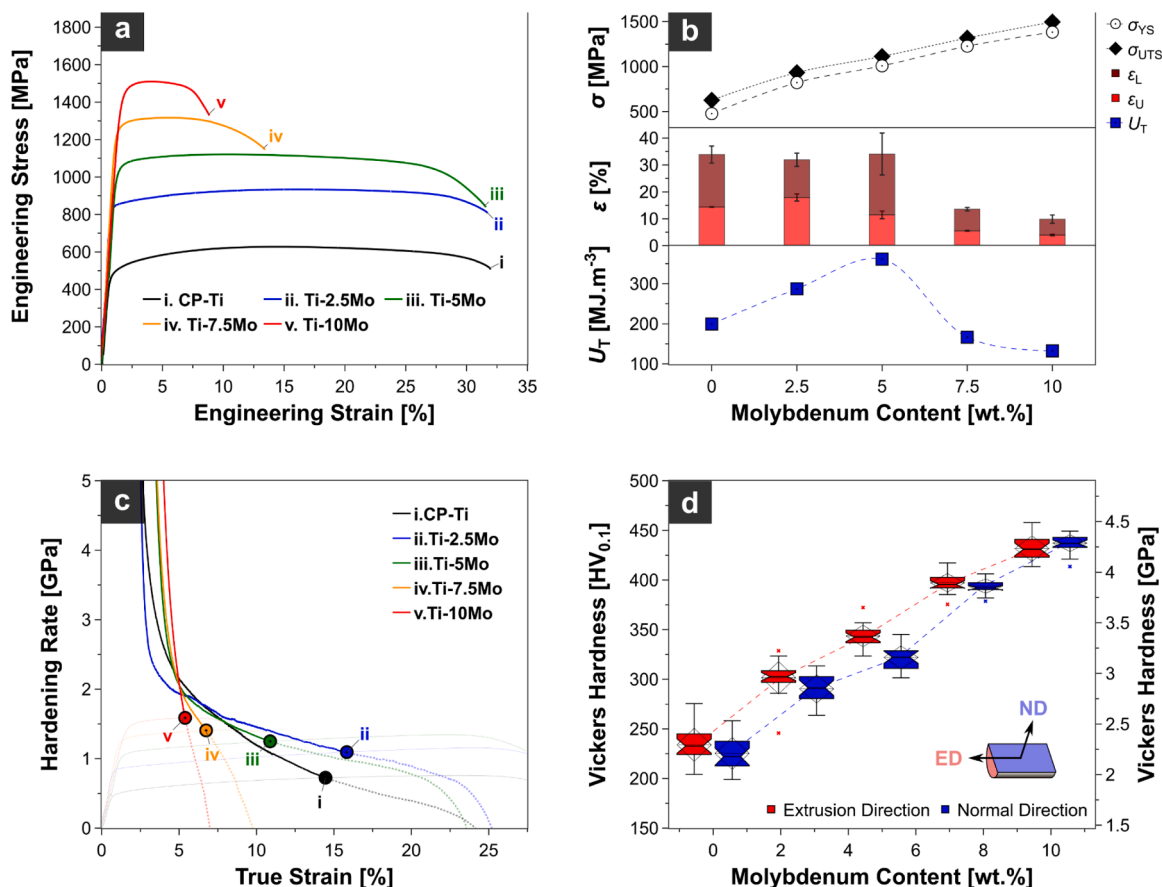 a
Engineering Stress [MPa]
1800
1600
1400
1200
1000
800
600
400
200
0
v
iv
iii
ii
i
i. CP-Ti
ii. Ti-2.5Mo
iii. Ti-5Mo
iv. Ti-7.5Mo
v. Ti-10Mo
0 5 10 15 20 25 30 35
Engineering Strain [%]
b
σ [MPa]
1500
1000
500
ε [%]
40
30
20
10
0
U_T [MJ.m⁻³]
300
200
100
0 2.5 5 7.5 10
Molybdenum Content [wt.%]
σ_YS
σ_UTS
ε_L
ε_U
U_T
c
Hardening Rate [GPa]
5
4
3
2
1
0
i.CP-Ti
ii.Ti-2.5Mo
iii.Ti-5Mo
iv.Ti-7.5Mo
v.Ti-10Mo
v
iv
iii
ii
i
0 5 10 15 20 25
True Strain [%]
d
Vickers Hardness [HV0.1]
500
450
400
350
300
250
200
150
Vickers Hardness [GPa]
4.5
4
3.5
3
2.5
2
1.5
ND
ED
Extrusion Direction
Normal Direction
0 2 4 6 8 10
Molybdenum Content [wt.%]